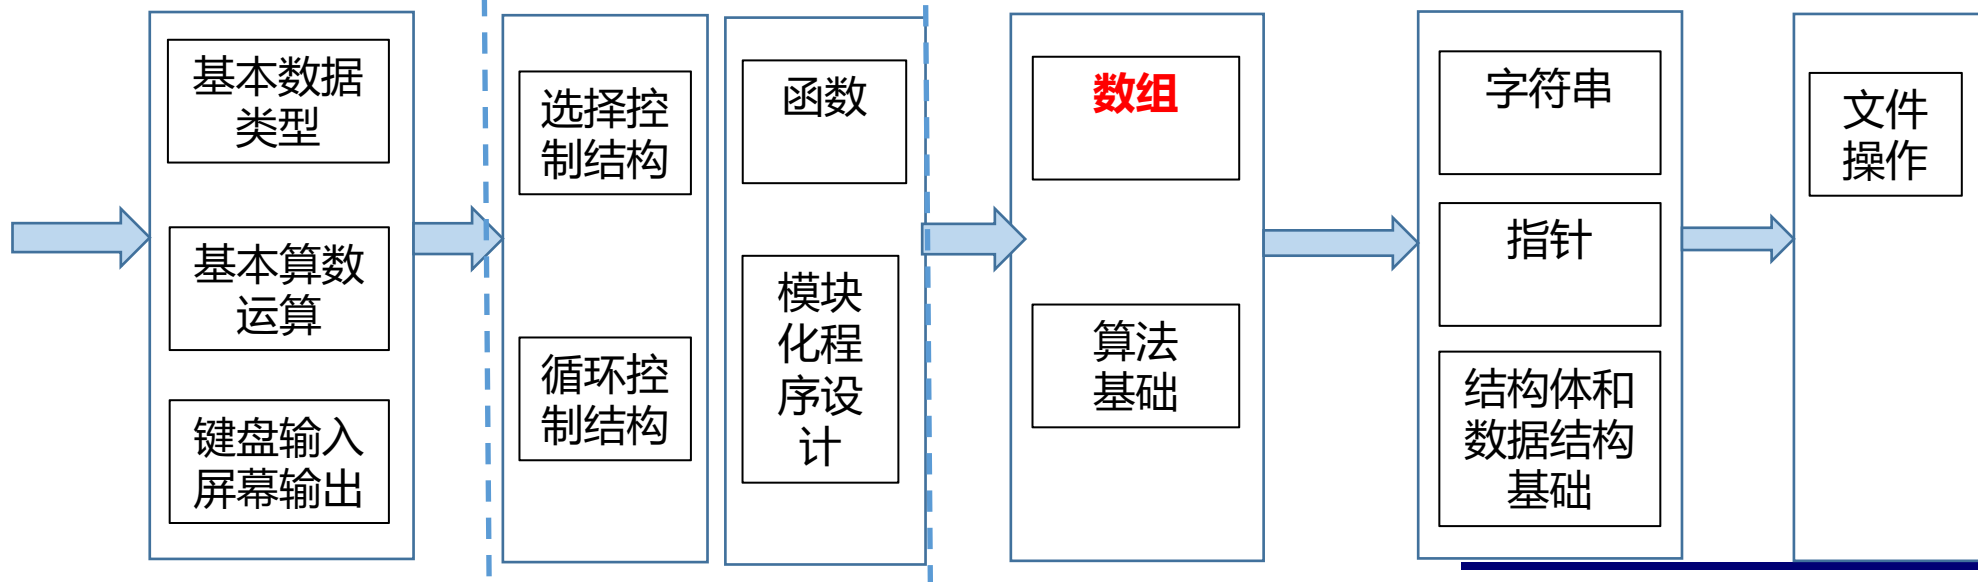 基本数据
类型
基本算数
运算
键盘输入
屏幕输出
选择控
制结构
循环控
制结构
函数
模块
化程
序设
计
数组
算法
基础
字符串
指针
结构体和
数据结构
基础
文件
操作